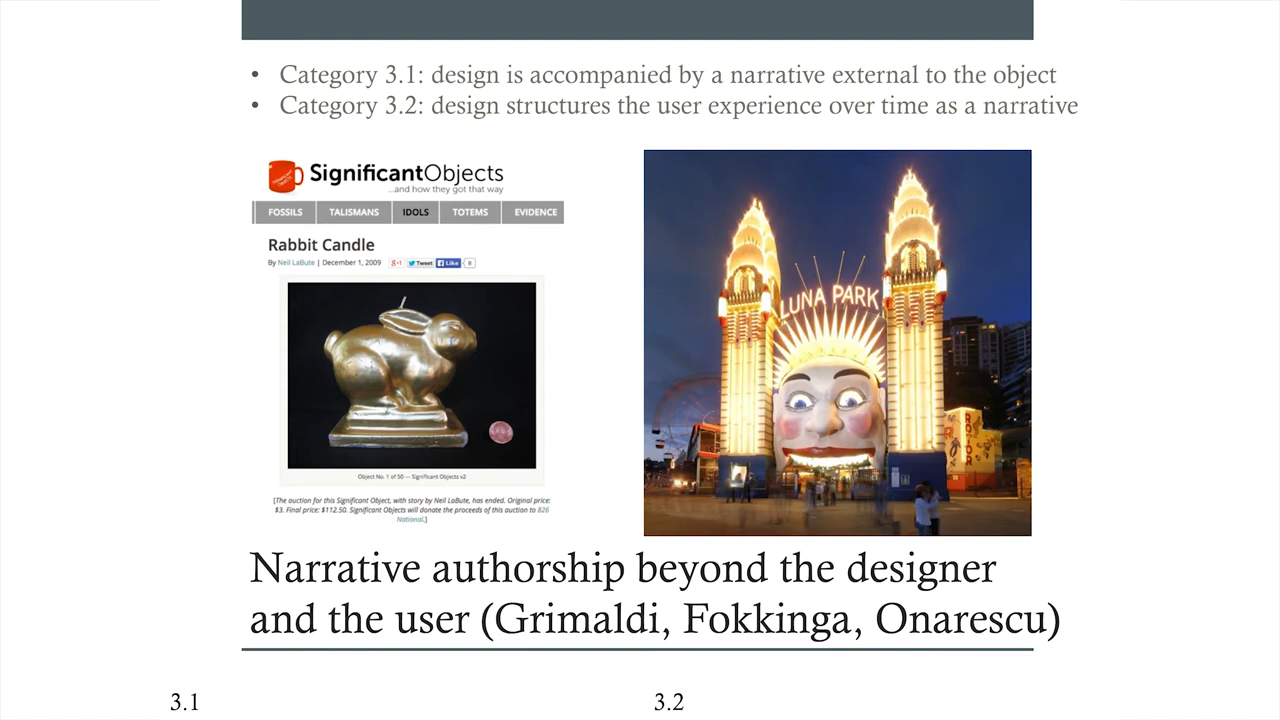 • Category 3.1: design is accompanied by a narrative external to the object
• Category 3.2: design structures the user experience over time as a narrative
SignificantObjects
...and how they got that way
FOSSILS TALISMANS IDOLS TOTEMS EVIDENCE
Rabbit Candle
By Neil LaBute | December 1, 2009 Tweet Like
Object No. 1 of 50 — Significant Objects v2
[The auction for this Significant Object, with story by Neil LaBute, has ended. Original price:
$3. Final price: $112.50. Significant Objects will donate the proceeds of this auction to 826
National.]
LUNA PARK
ROTOR
Narrative authorship beyond the designer
and the user (Grimaldi, Fokkinga, Onarescu)
3.1
3.2